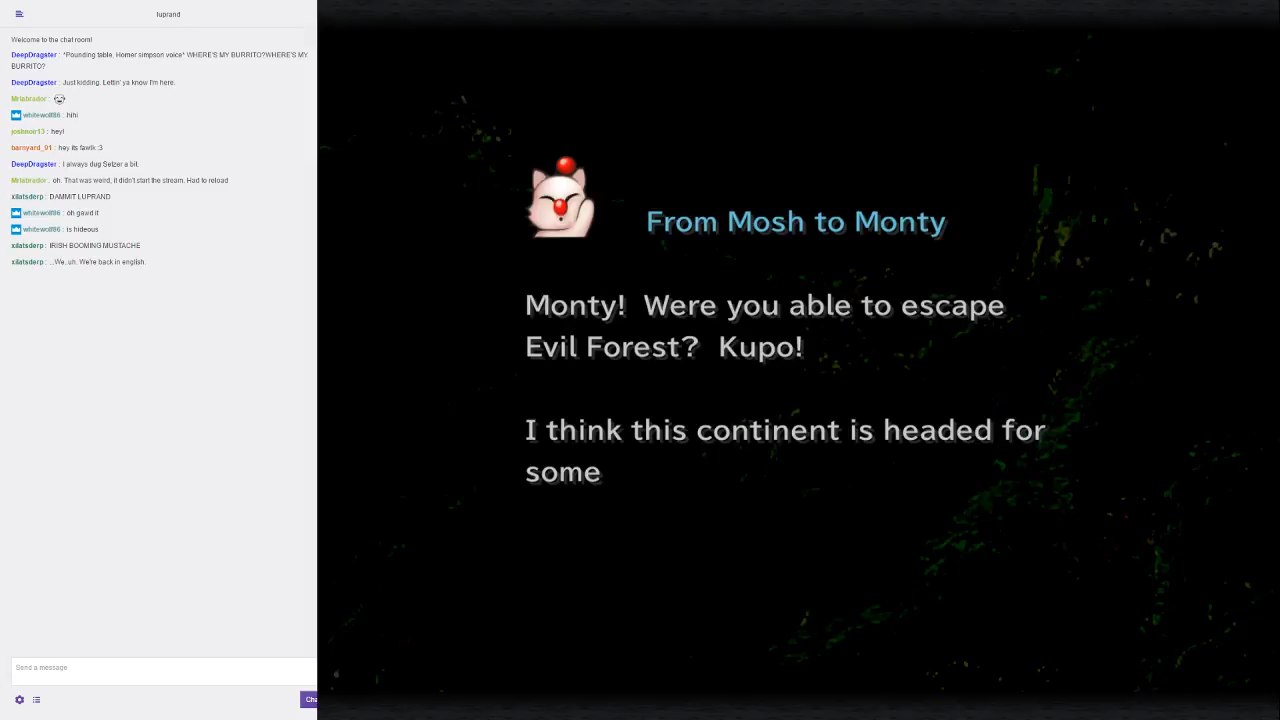 luprand
Welcome to the chat room!
DeepDragster : *Pounding table, Homer simpson voice* WHERE'S MY BURRITO?WHERE'S MY
BURRITO?
DeepDragster : Just kidding. Lettin' ya know I'm here.
Mrlabrador :
whitewolf86 : hihi
joshnoir13 : hey!
barnyard_91 : hey its fawlk :3
DeepDragster : I always dug Setzer a bit.
Mrlabrador : oh. That was weird, it didn't start the stream. Had to reload
xilatsderp : DAMMIT LUPRAND
whitewolf86 : oh gawd it
whitewolf86 : is hideous
xilatsderp : IRISH BOOMING MUSTACHE
xilatsderp : ...We, uh. We're back in english.
Send a message
Cha
From Mosh to Monty
Monty! Were you able to escape
Evil Forest? Kupo!
I think this continent is headed for
some